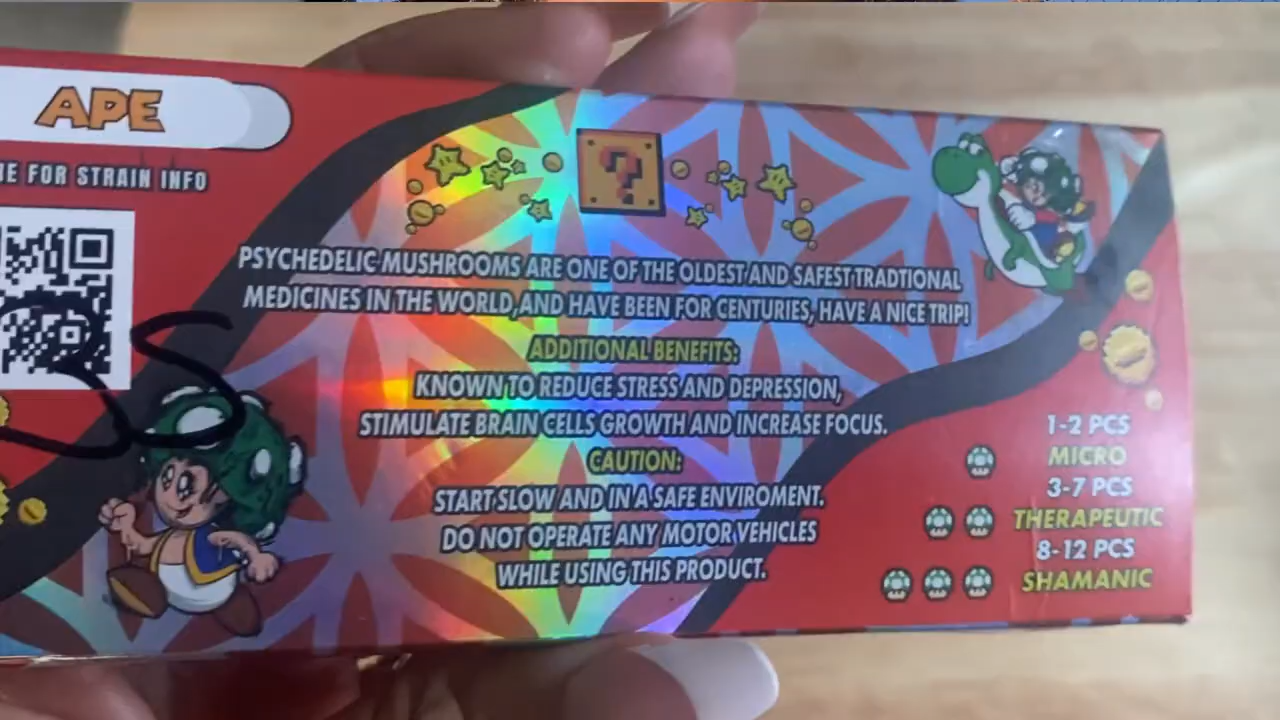 APE
FOR STRAIN INFO
?
PSYCHEDELIC MUSHROOMS ARE ONE OF THE OLDEST AND SAFEST TRADTIONAL
MEDICINES IN THE WORLD,AND HAVE BEEN FOR CENTURIES, HAVE A NICE TRIP!
ADDITIONAL BENEFITS:
KNOWN TO REDUCE STRESS AND DEPRESSION,
STIMULATE BRAIN CELLS GROWTH AND INCREASE FOCUS.
CAUTION:
START SLOW AND IN A SAFE ENVIROMENT.
DO NOT OPERATE ANY MOTOR VEHICLES
WHILE USING THIS PRODUCT.
1-2 PCS
MICRO
3-7 PCS
THERAPEUTIC
8-12 PCS
SHAMANIC